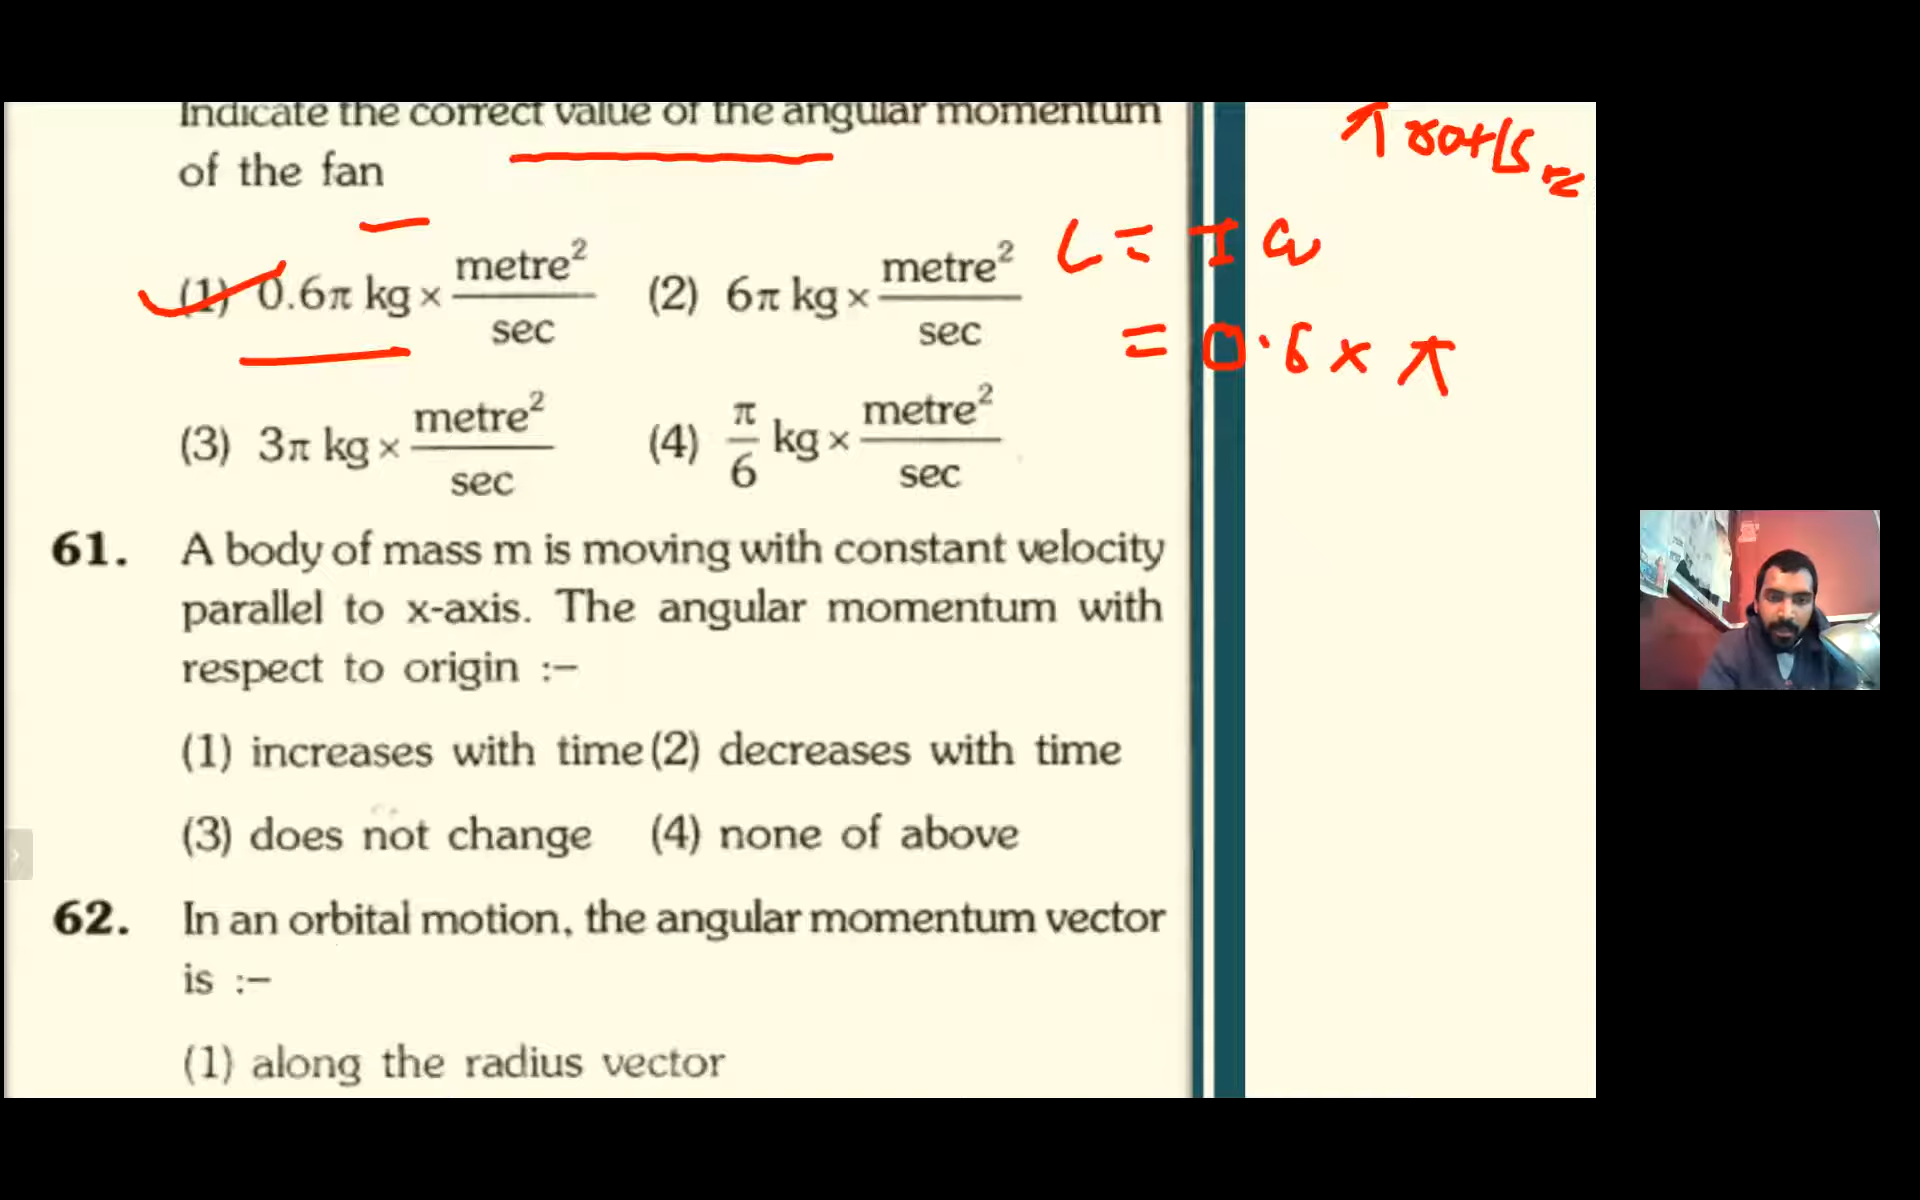 Indicate the correct value of the angular momentum
of the fan
(1) 0.6π kg × metre²/sec (2) 6π kg × metre²/sec
(3) 3π kg × metre²/sec (4) π/6 kg × metre²/sec
π rad/sec
L = I ω
= 0.6 × π
61. A body of mass m is moving with constant velocity
parallel to x-axis. The angular momentum with
respect to origin :–
(1) increases with time (2) decreases with time
(3) does not change (4) none of above
62. In an orbital motion, the angular momentum vector
is :–
(1) along the radius vector